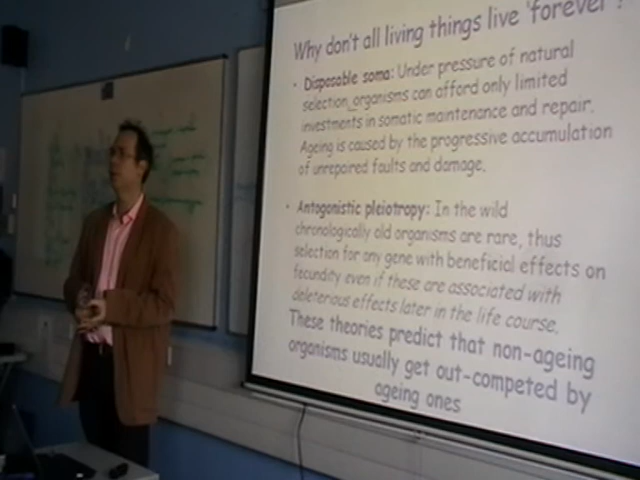 Why don't all living things live 'forever'?
• Disposable soma: Under pressure of natural
selection organisms can afford only limited
investments in somatic maintenance and repair.
Ageing is caused by the progressive accumulation
of unrepaired faults and damage.
• Antagonistic pleiotropy: In the wild
chronologically old organisms are rare, thus
selection for any gene with beneficial effects on
fecundity even if these are associated with
deleterious effects later in the life course.
These theories predict that non-ageing
organisms usually get out-competed by
ageing ones